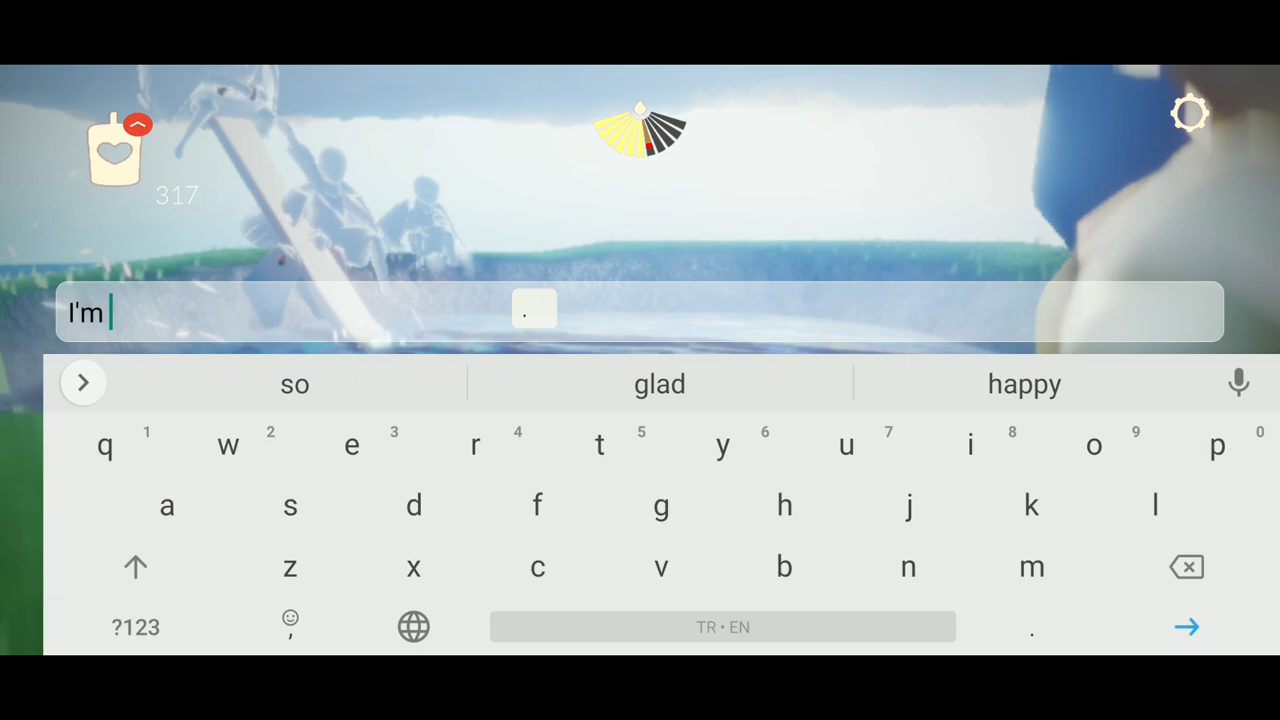 317
I'm
.
so glad happy
q 1 w 2 e 3 r 4 t 5 y 6 u 7 i 8 o 9 p 0
a s d f g h j k l
z x c v b n m
?123 , TR • EN .